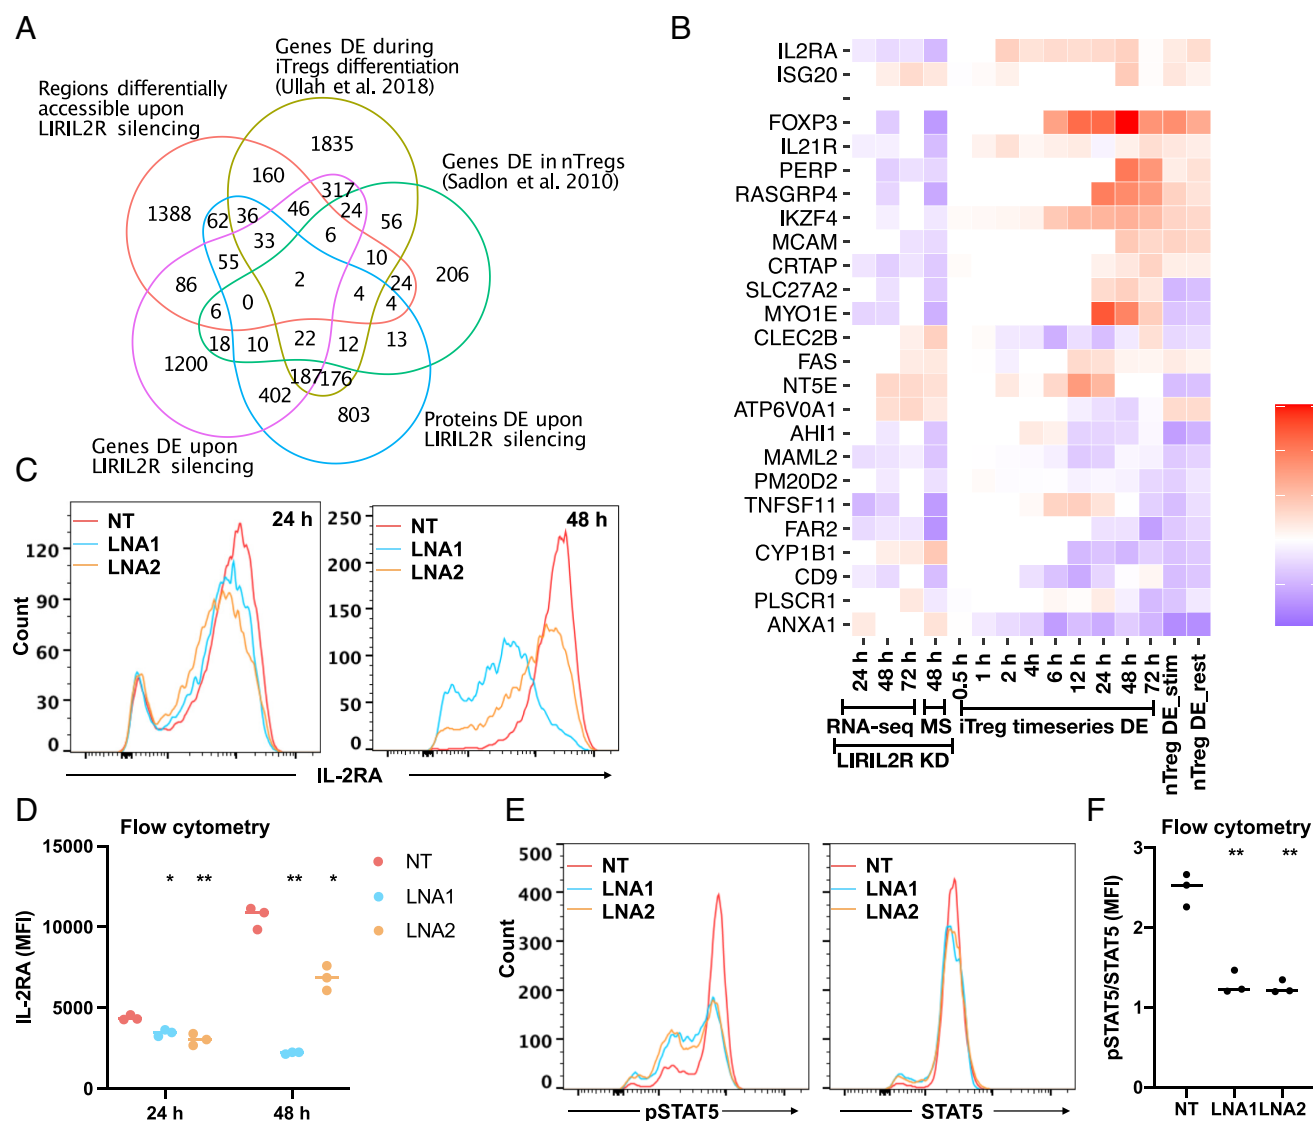 A
Genes DE during
iTregs differentiation
(Ullah et al. 2018)
Regions differentially
accessible upon
LIRIL2R silencing
Genes DE in nTregs
(Sadlon et al. 2010)
1835
160
317
1388
62
36
46
24
56
33
6
55
10
206
86
2
24
6
0
4
4
18
10
22
12
13
1200
187
176
402
803
Genes DE upon
LIRIL2R silencing
Proteins DE upon
LIRIL2R silencing
B
IL2RA
ISG20
FOXP3
IL21R
PERP
RASGRP4
IKZF4
MCAM
CRTAP
SLC27A2
MYO1E
CLEC2B
FAS
NT5E
ATP6V0A1
AHI1
MAML2
PM20D2
TNFSF11
FAR2
CYP1B1
CD9
PLSCR1
ANXA1
24 h
48 h
72 h
48 h
0.5 h
1 h
2 h
4h
6 h
12 h
24 h
48 h
72 h
nTreg DE_stim
nTreg DE_rest
RNA-seq MS iTreg timeseries DE
LIRIL2R KD
C
24 h
NT
LNA1
LNA2
120
90
60
30
0
Count
48 h
NT
LNA1
LNA2
250
200
150
100
50
0
IL-2RA
D
Flow cytometry
15000
10000
5000
0
IL-2RA (MFI)
* ** ** *
24 h 48 h
NT
LNA1
LNA2
E
500
400
300
200
100
0
Count
NT
LNA1
LNA2
pSTAT5
NT
LNA1
LNA2
STAT5
F
Flow cytometry
3
2
1
0
pSTAT5/STAT5 (MFI)
** **
NT LNA1 LNA2